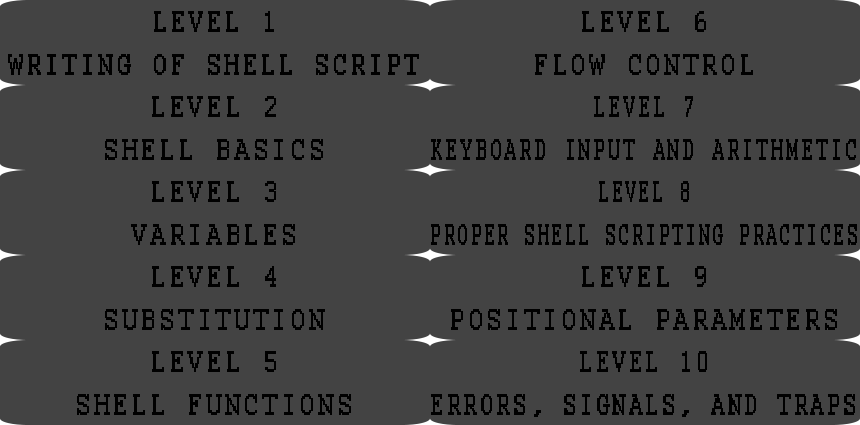 LEVEL 1
WRITING OF SHELL SCRIPT
LEVEL 2
SHELL BASICS
LEVEL 3
VARIABLES
LEVEL 4
SUBSTITUTION
LEVEL 5
SHELL FUNCTIONS
LEVEL 6
FLOW CONTROL
LEVEL 7
KEYBOARD INPUT AND ARITHMETIC
LEVEL 8
PROPER SHELL SCRIPTING PRACTICES
LEVEL 9
POSITIONAL PARAMETERS
LEVEL 10
ERRORS, SIGNALS, AND TRAPS